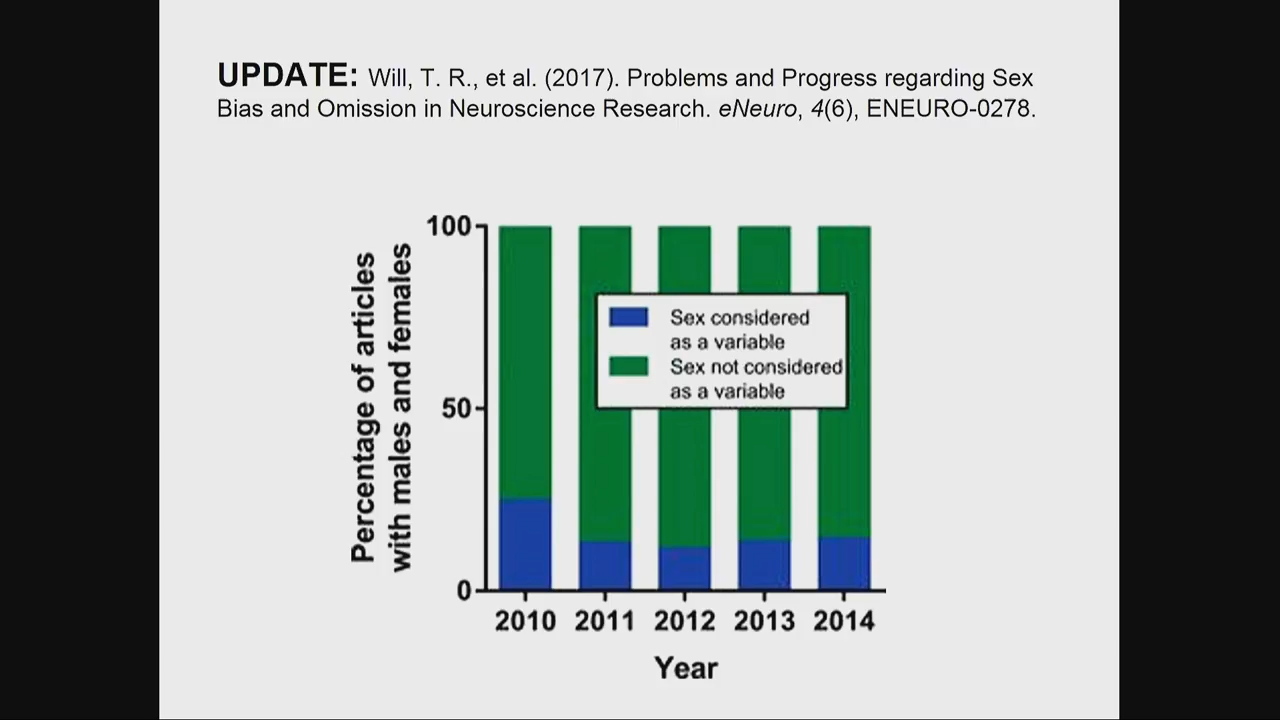 UPDATE: Will, T. R., et al. (2017). Problems and Progress regarding Sex
Bias and Omission in Neuroscience Research. eNeuro, 4(6), ENEURO-0278.
Percentage of articles
with males and females
100
50
0
Sex considered
as a variable
Sex not considered
as a variable
2010 2011 2012 2013 2014
Year